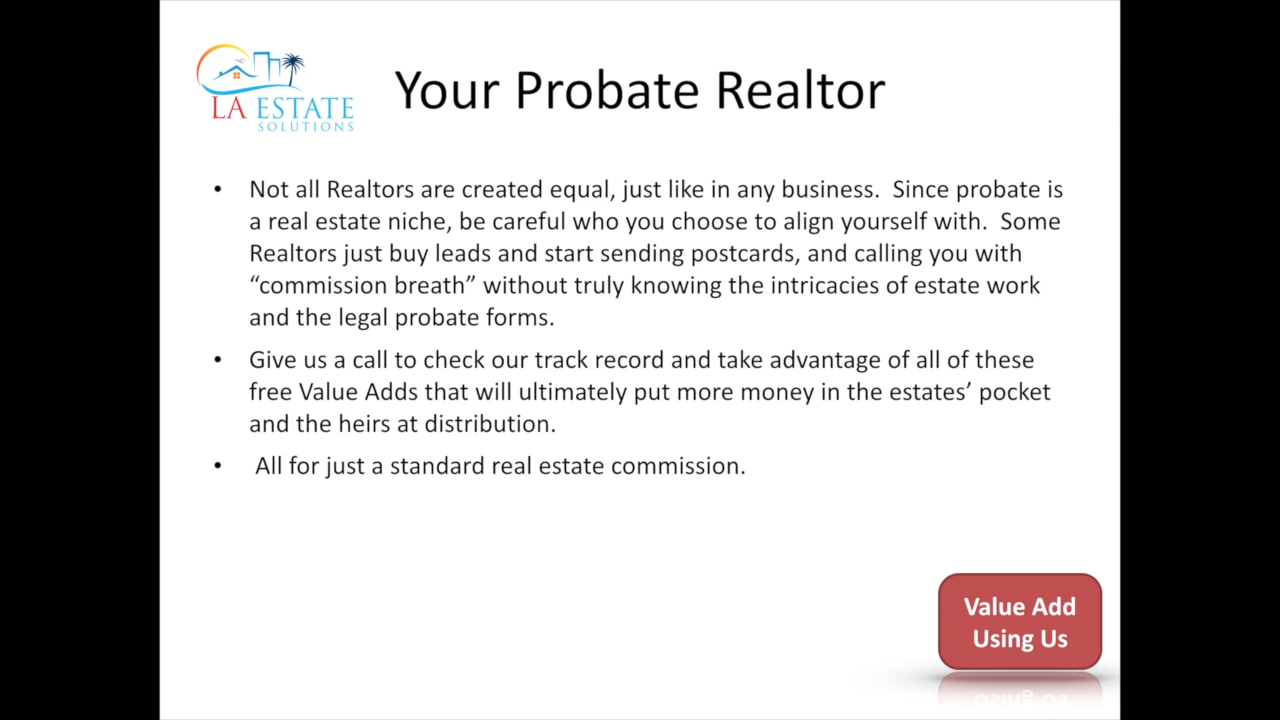 LA ESTATE
SOLUTIONS
Your Probate Realtor
• Not all Realtors are created equal, just like in any business.  Since probate is
a real estate niche, be careful who you choose to align yourself with.  Some
Realtors just buy leads and start sending postcards, and calling you with
“commission breath” without truly knowing the intricacies of estate work
and the legal probate forms.
• Give us a call to check our track record and take advantage of all of these
free Value Adds that will ultimately put more money in the estates’ pocket
and the heirs at distribution.
• All for just a standard real estate commission.
Value Add
Using Us